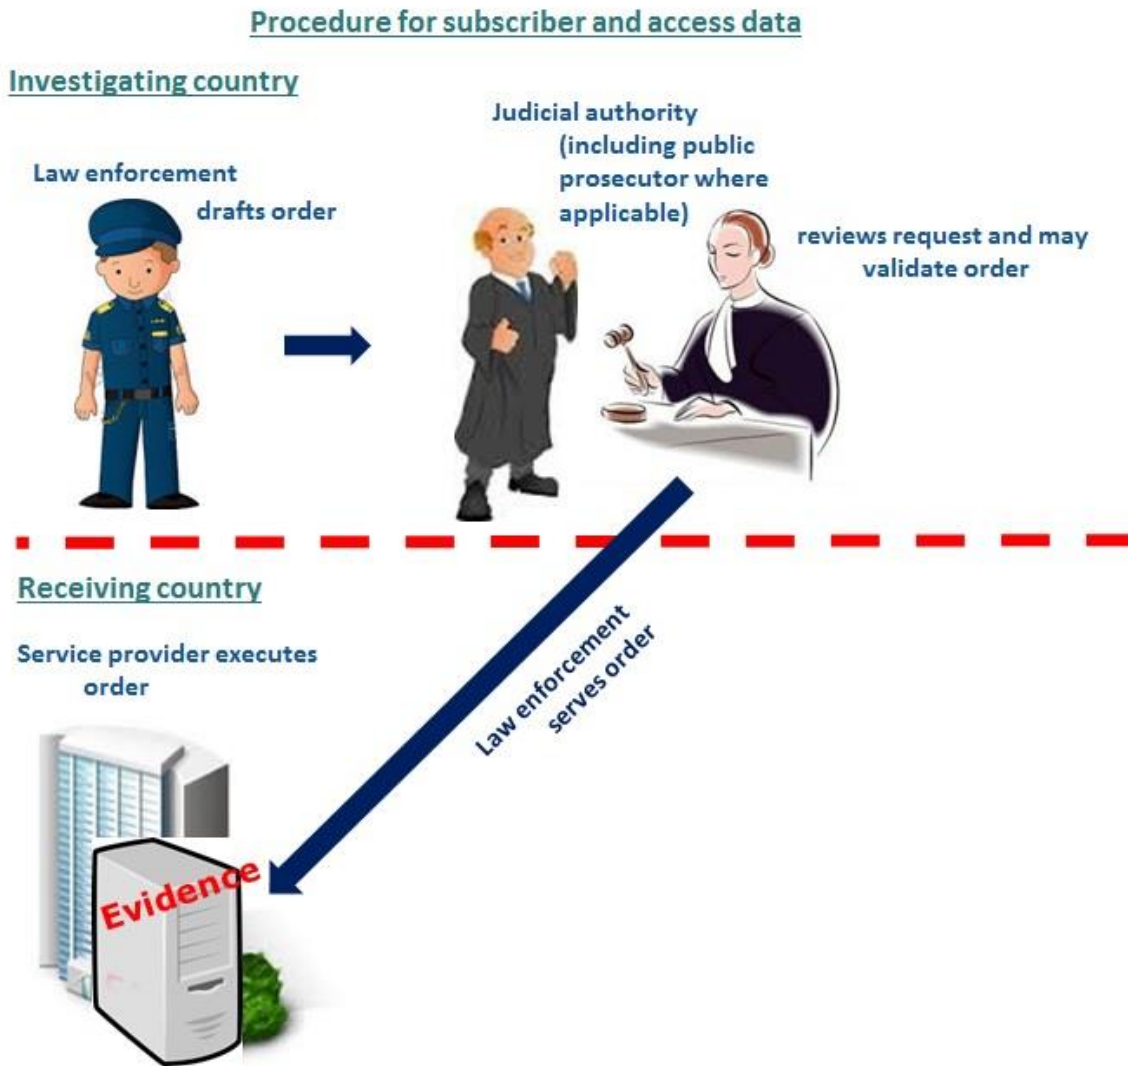 Procedure for subscriber and access data
Investigating country
Law enforcement
drafts order
Judicial authority
(including public
prosecutor where
applicable)
reviews request and may
validate order
Receiving country
Service provider executes
order
Law enforcement
serves order
Evidence